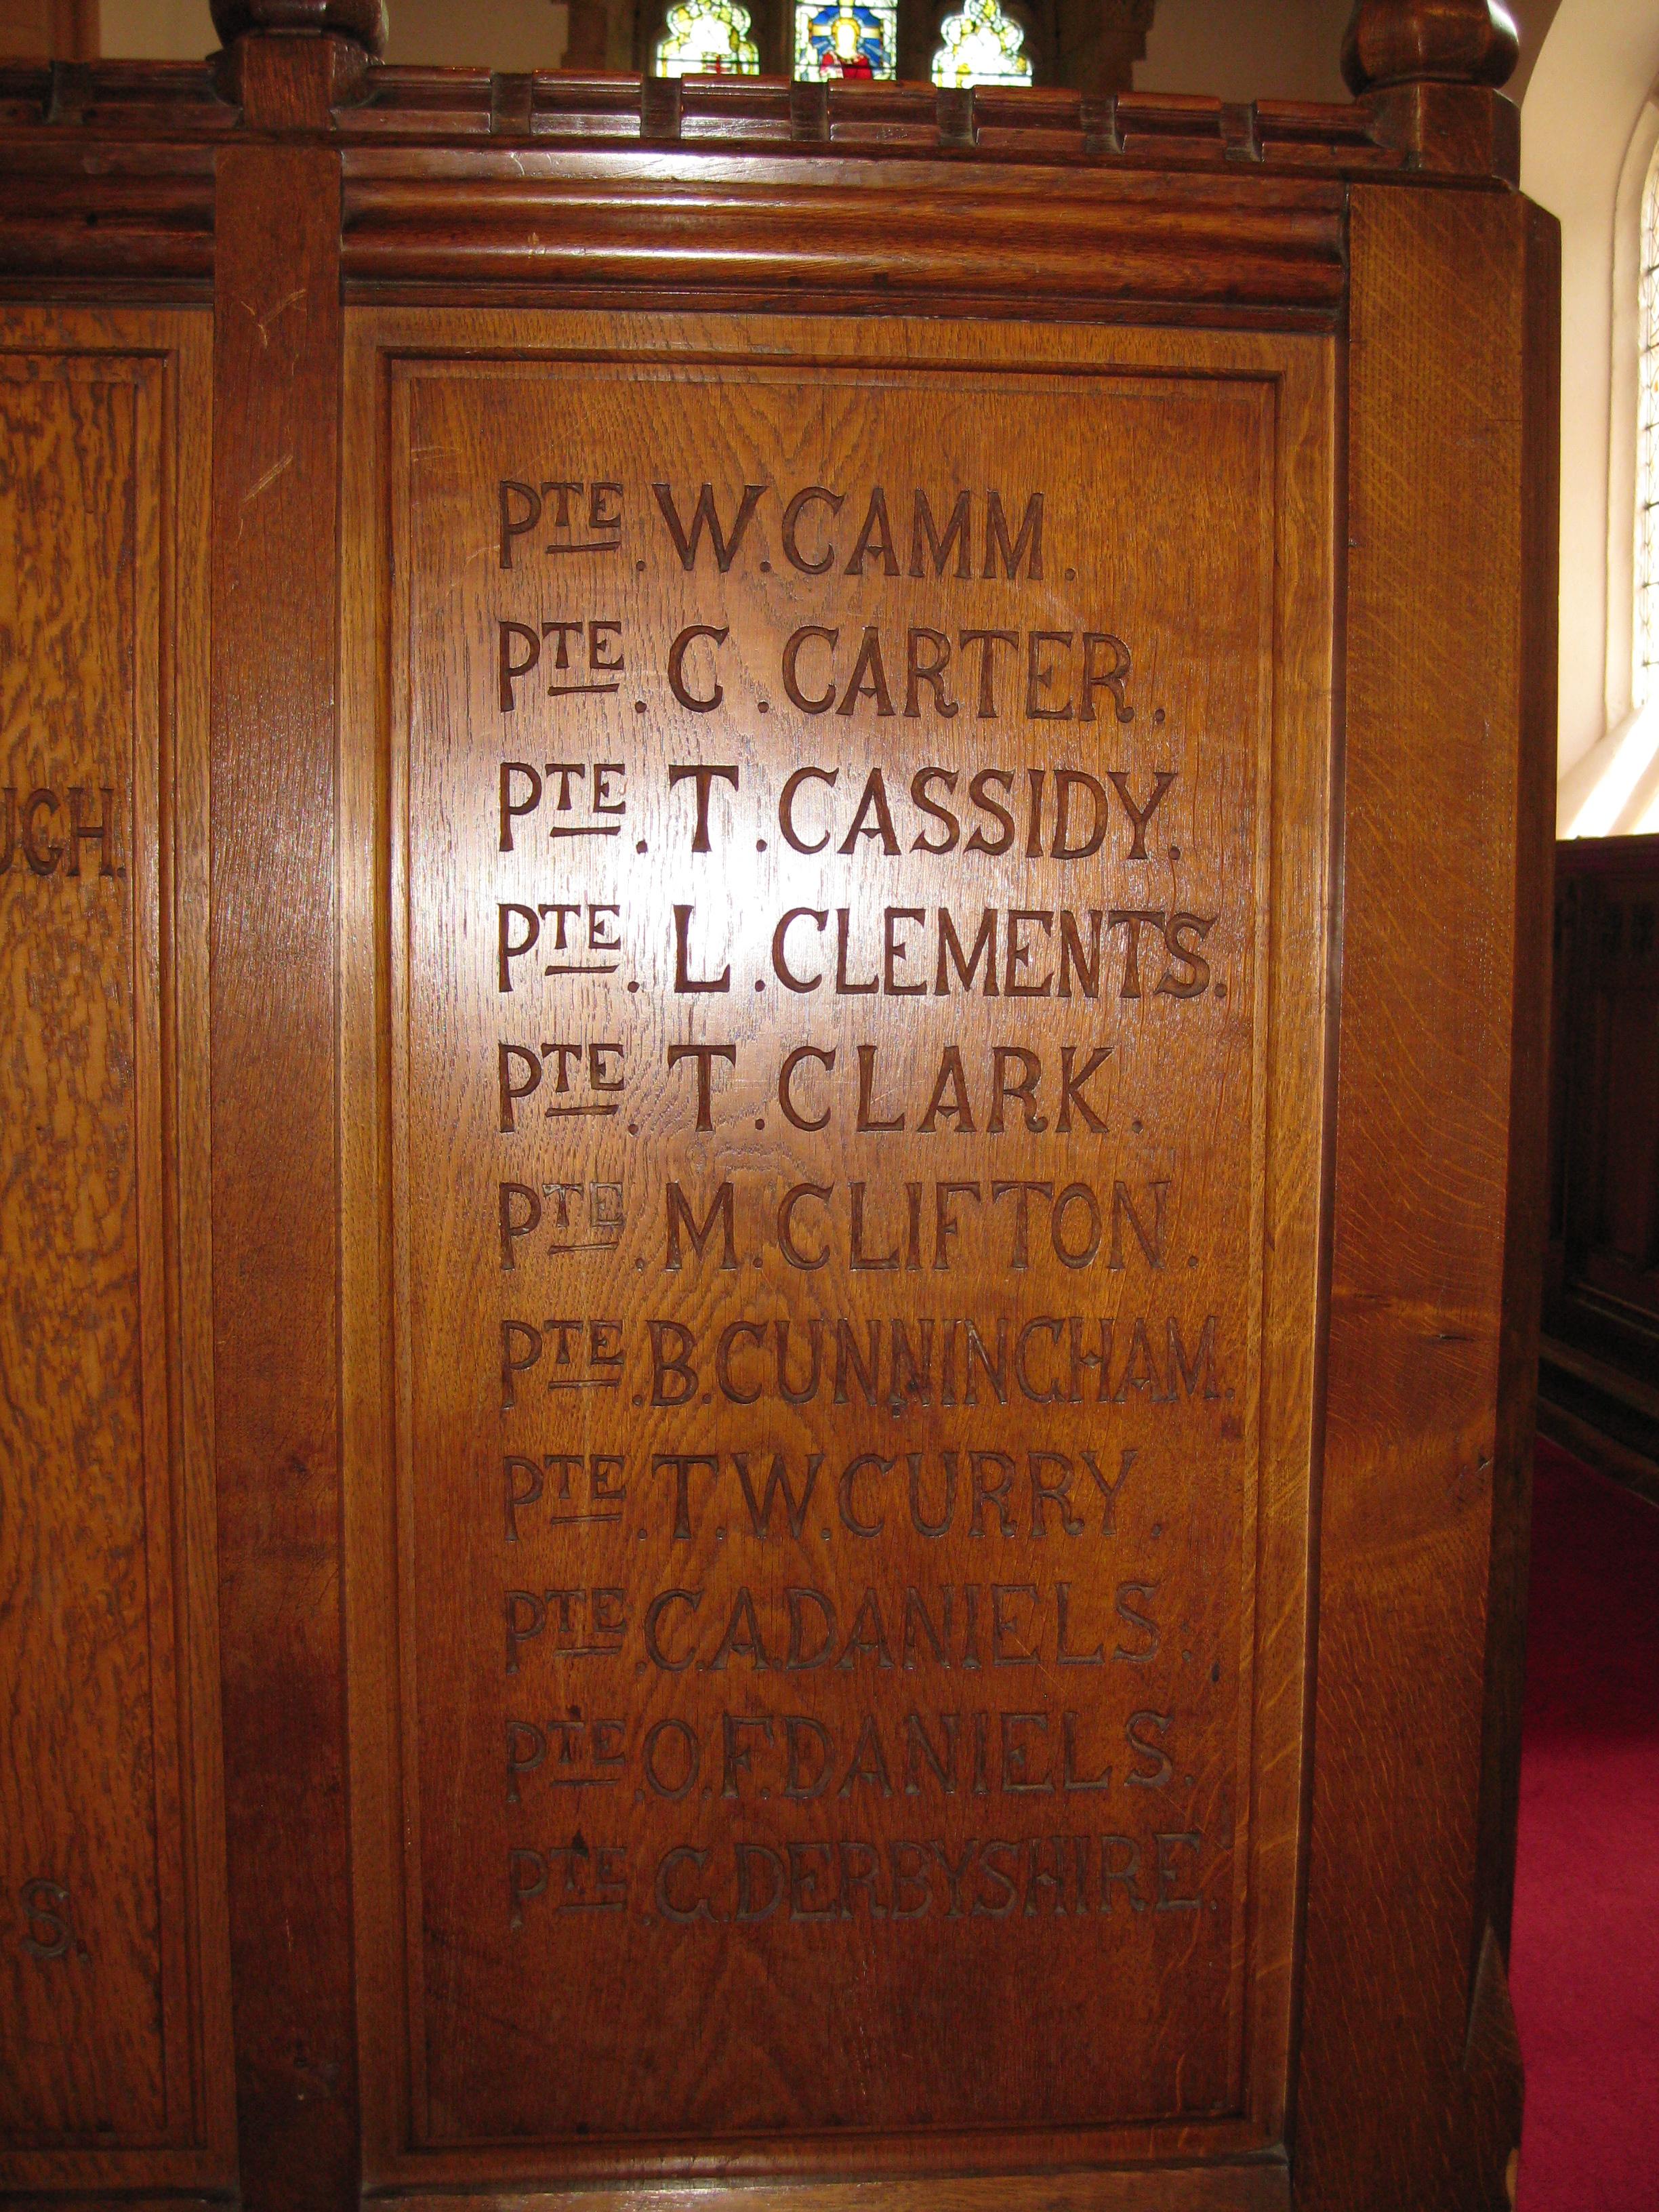 UGH.
S.
PTE. W. CAMM.
PTE. C. CARTER.
PTE. T. CASSIDY.
PTE. L. CLEMENTS.
PTE. T. CLARK.
PTE. M. CLIFTON.
PTE. B. CUNNINGHAM.
PTE. T. W. CURRY.
PTE. C. A. DANIELS.
PTE. O. F. DANIELS.
PTE. G. DERBYSHIRE.